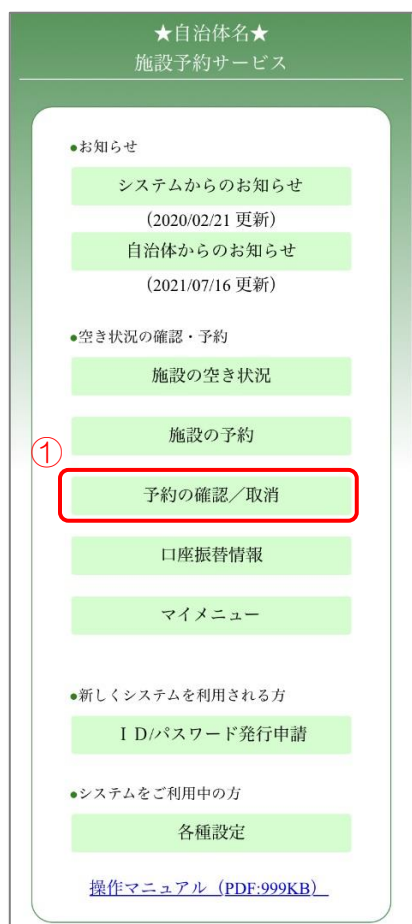 ★自治体名★
施設予約サービス
●お知らせ
システムからのお知らせ
(2020/02/21 更新)
自治体からのお知らせ
(2021/07/16 更新)
●空き状況の確認・予約
施設の空き状況
施設の予約
①
予約の確認／取消
口座振替情報
マイメニュー
●新しくシステムを利用される方
ＩＤ/パスワード発行申請
●システムをご利用中の方
各種設定
操作マニュアル（PDF:999KB）